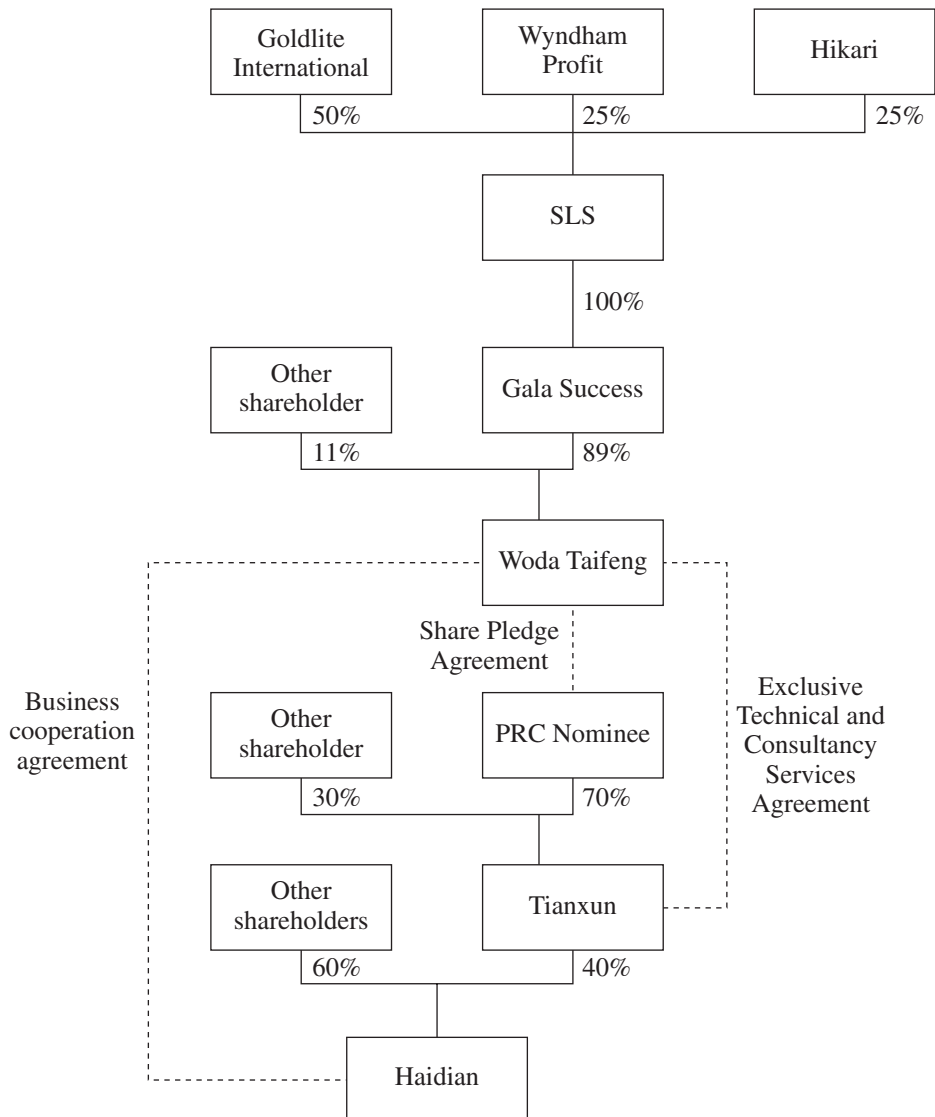 Goldlite
International
Wyndham
Profit
Hikari
50%
25%
25%
SLS
100%
Other
shareholder
Gala Success
11%
89%
Woda Taifeng
Share Pledge
Agreement
Business
cooperation
agreement
Exclusive
Technical and
Consultancy
Services
Agreement
Other
shareholder
PRC Nominee
30%
70%
Other
shareholders
Tianxun
60%
40%
Haidian